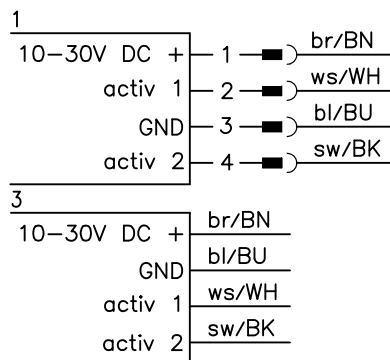 1
10-30V DC + 1 br/BN
activ 1 2 ws/WH
GND 3 bl/BU
activ 2 4 sw/BK
3
10-30V DC + br/BN
GND bl/BU
activ 1 ws/WH
activ 2 sw/BK